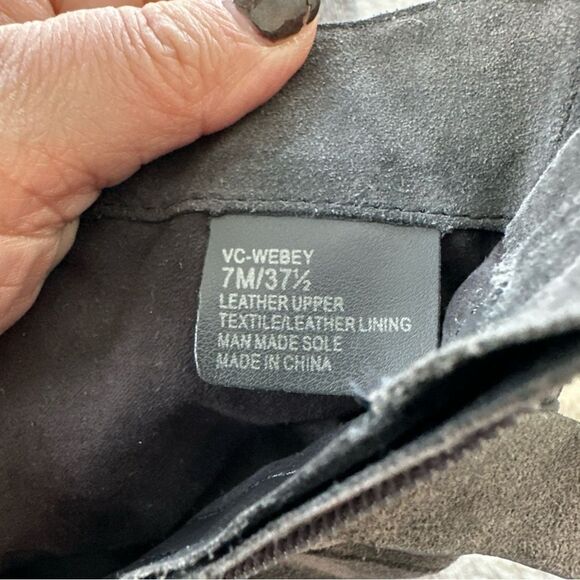 VC-WEBEY
7M/37½
LEATHER UPPER
TEXTILE/LEATHER LINING
MAN MADE SOLE
MADE IN CHINA